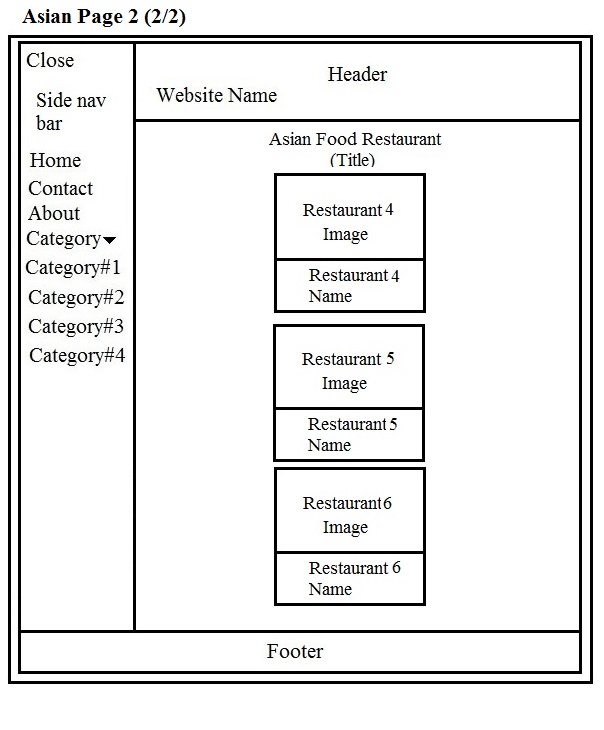 Asian Page 2 (2/2)
Close
Side nav
bar
Home
Contact
About
Category
Category#1
Category#2
Category#3
Category#4
Header
Website Name
Asian Food Restaurant
(Title)
Restaurant 4
Image
Restaurant 4
Name
Restaurant 5
Image
Restaurant 5
Name
Restaurant6
Image
Restaurant 6
Name
Footer